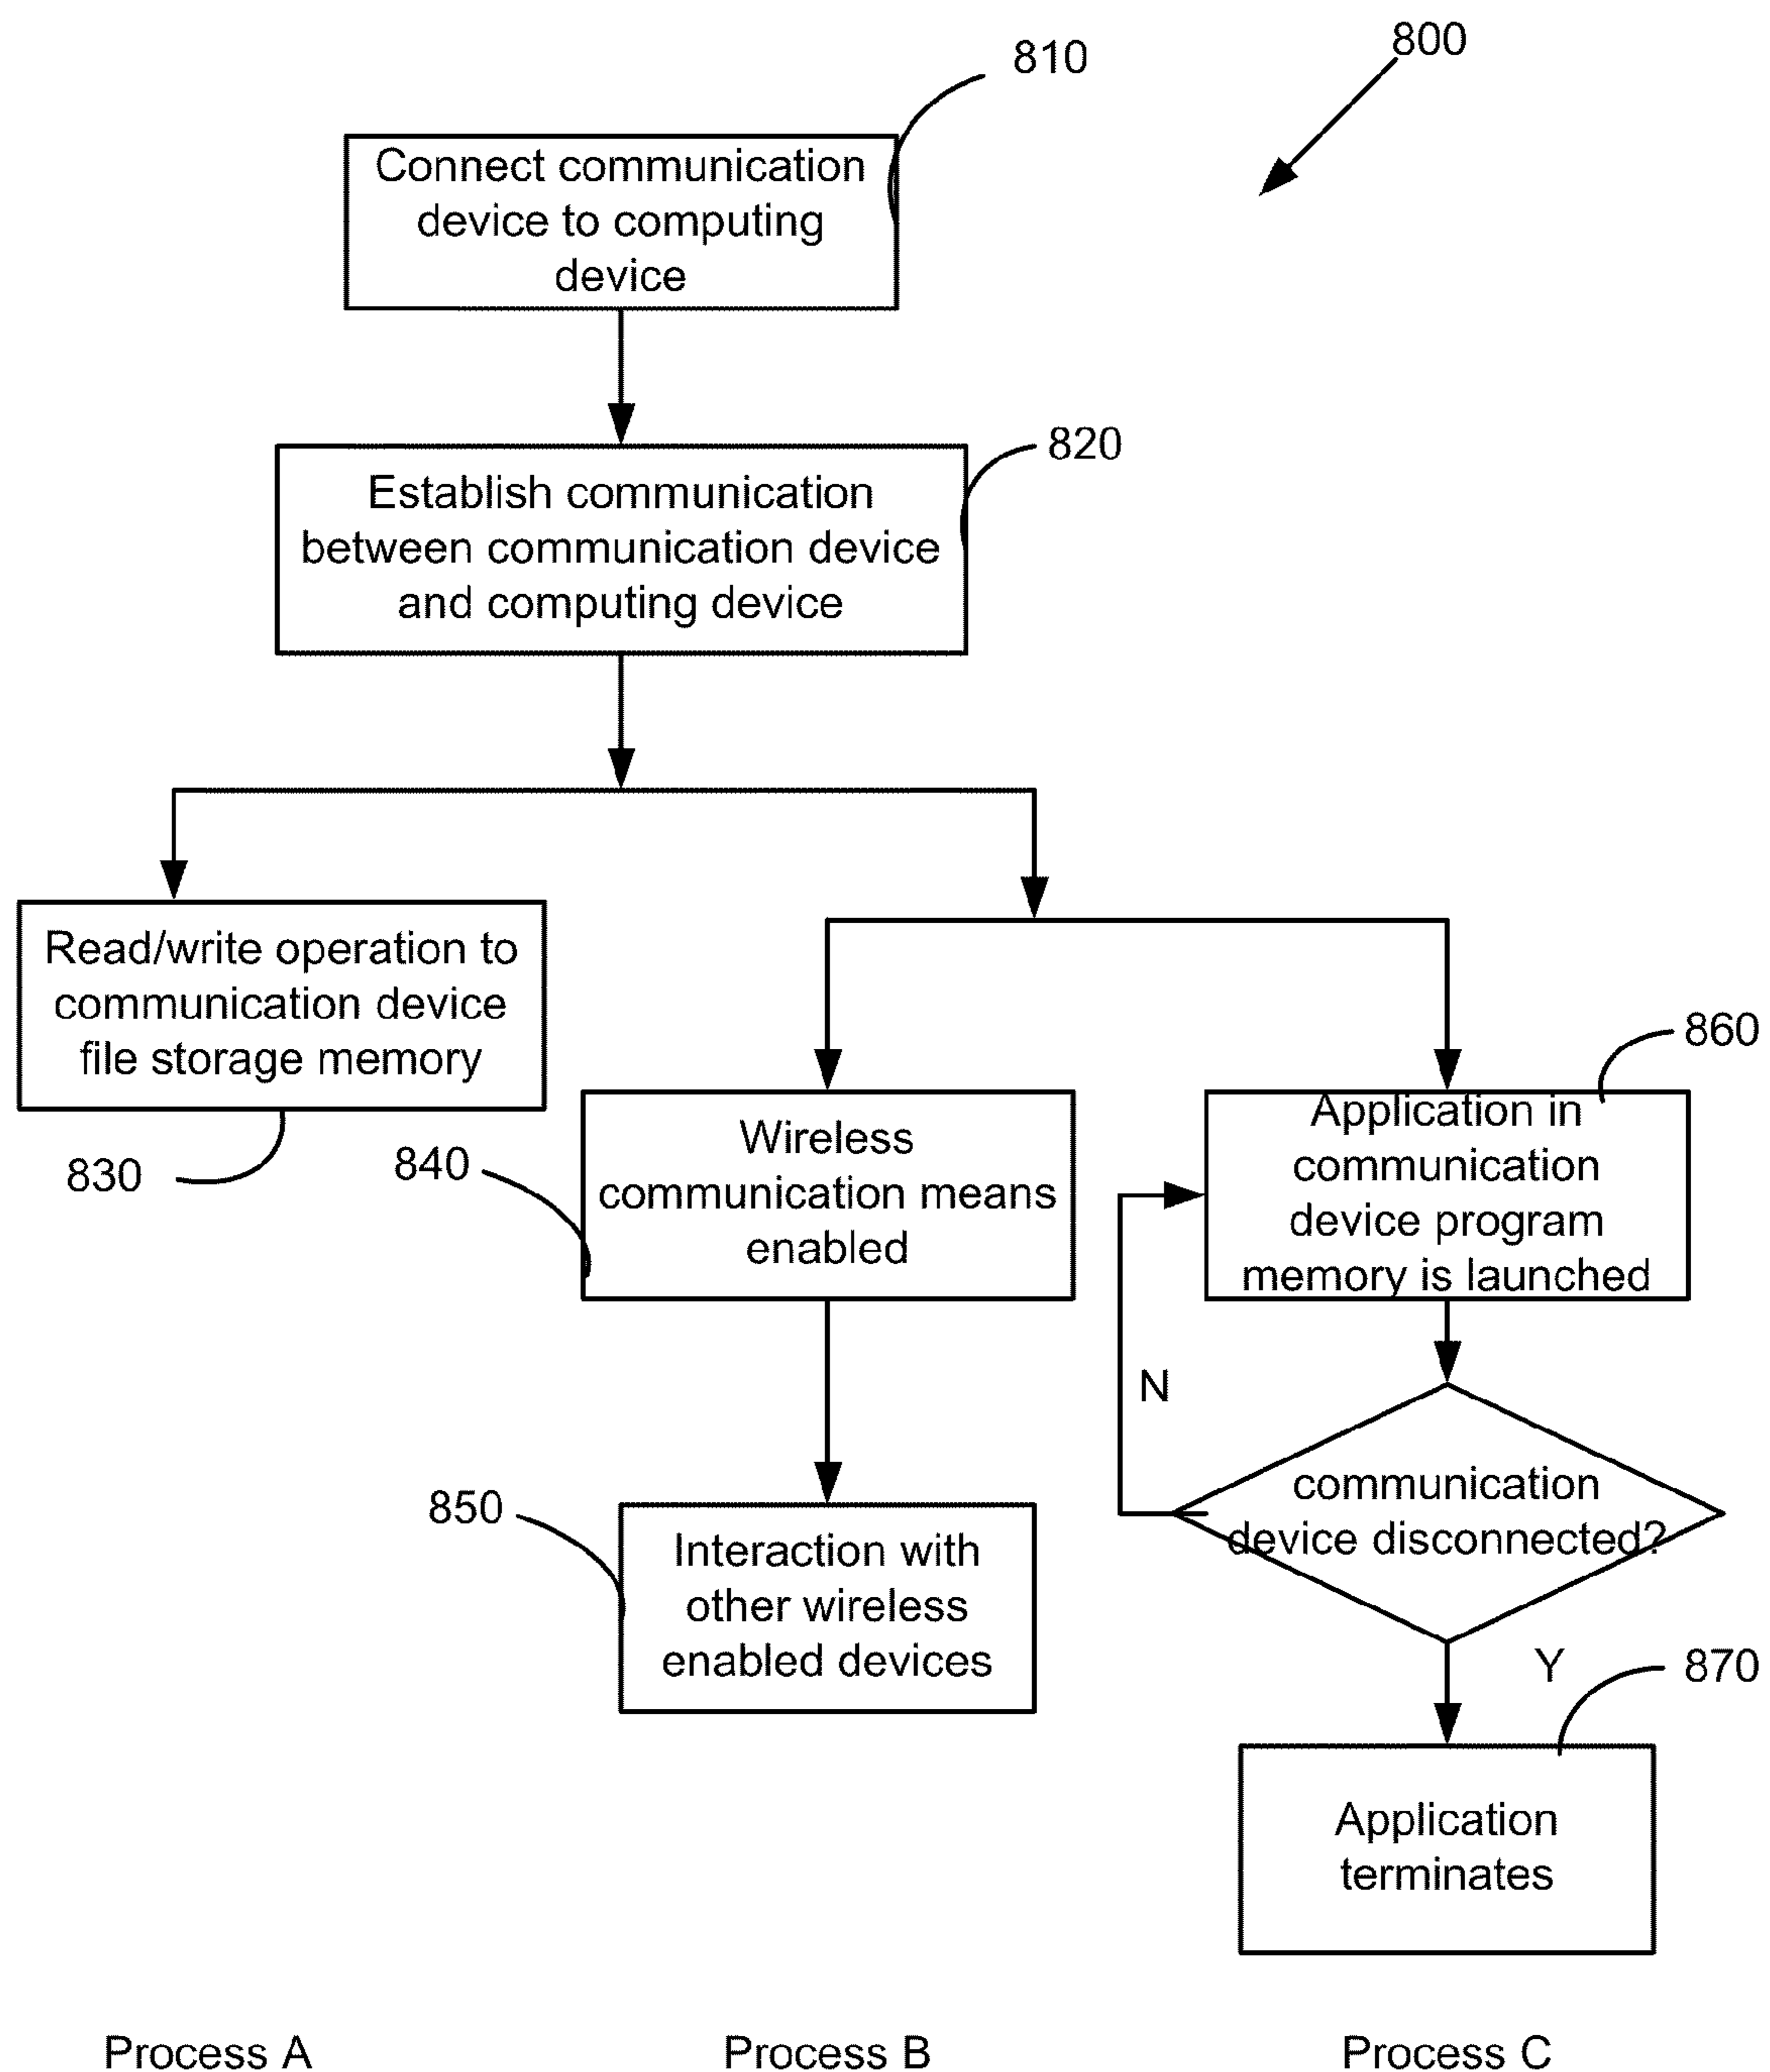 800
810
Connect communication
device to computing
device
820
Establish communication
between communication device
and computing device
Read/write operation to
communication device
file storage memory
830
840
Wireless
communication means
enabled
860
Application in
communication
device program
memory is launched
N
communication
device disconnected?
850
Interaction with
other wireless
enabled devices
Y
870
Application
terminates
Process A
Process B
Process C